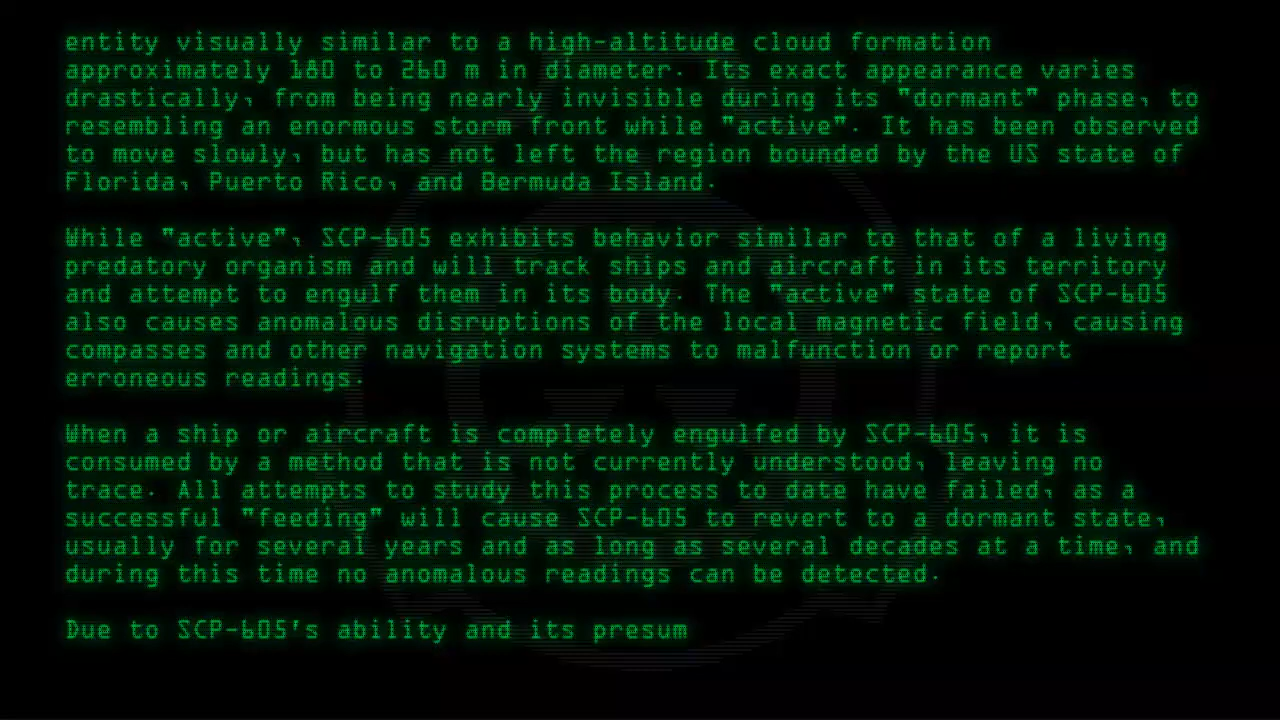 entity visually similar to a high-altitude cloud formation
approximately 180 to 260 m in diameter. Its exact appearance varies
drastically, from being nearly invisible during its "dormant" phase, to
resembling an enormous storm front while "active". It has been observed
to move slowly, but has not left the region bounded by the US state of
Florida, Puerto Rico, and Bermuda Island.
While "active", SCP-605 exhibits behavior similar to that of a living
predatory organism and will track ships and aircraft in its territory
and attempt to engulf them in its body. The "active" state of SCP-605
also causes anomalous disruptions of the local magnetic field, causing
compasses and other navigation systems to malfunction or report
erroneous readings.
When a ship or aircraft is completely engulfed by SCP-605, it is
consumed by a method that is not currently understood, leaving no
trace. All attempts to study this process to date have failed, as a
successful "feeding" will cause SCP-605 to revert to a dormant state,
usually for several years and as long as several decades at a time, and
during this time no anomalous readings can be detected.
Due to SCP-605's ability and its presum